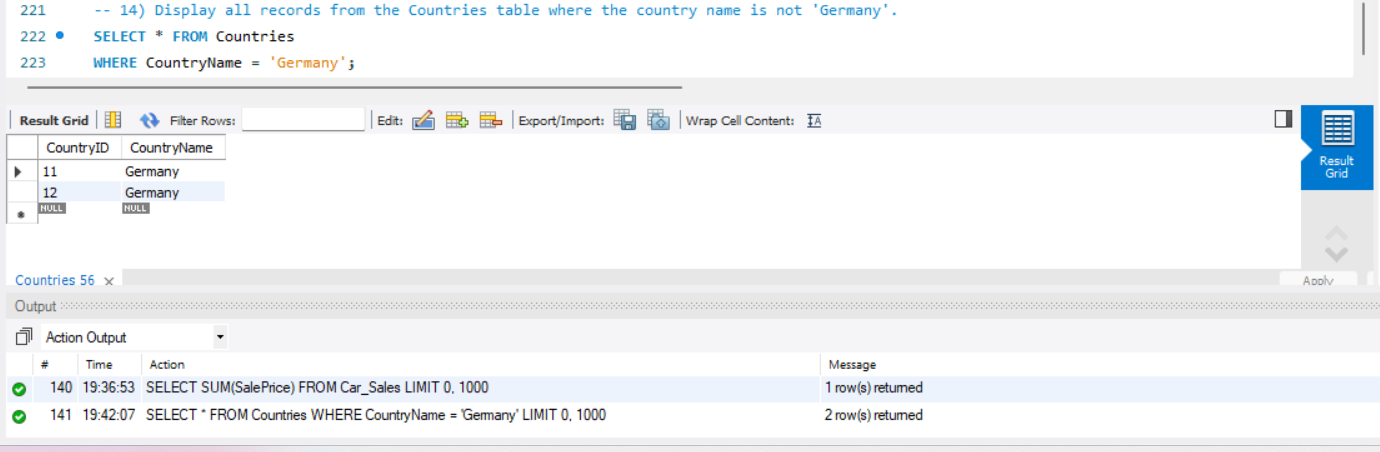 221 -- 14) Display all records from the Countries table where the country name is not 'Germany'.
222 SELECT * FROM Countries
223 WHERE CountryName = 'Germany';
Result Grid Filter Rows: Edit: Export/Import: Wrap Cell Content: IA
Result
Grid
CountryID CountryName
11 Germany
12 Germany
NULL NULL
Countries 56 ×
Apply
Output
Action Output
# Time Action Message
140 19:36:53 SELECT SUM(SalePrice) FROM Car_Sales LIMIT 0, 1000 1 row(s) returned
141 19:42:07 SELECT * FROM Countries WHERE CountryName = 'Germany' LIMIT 0, 1000 2 row(s) returned